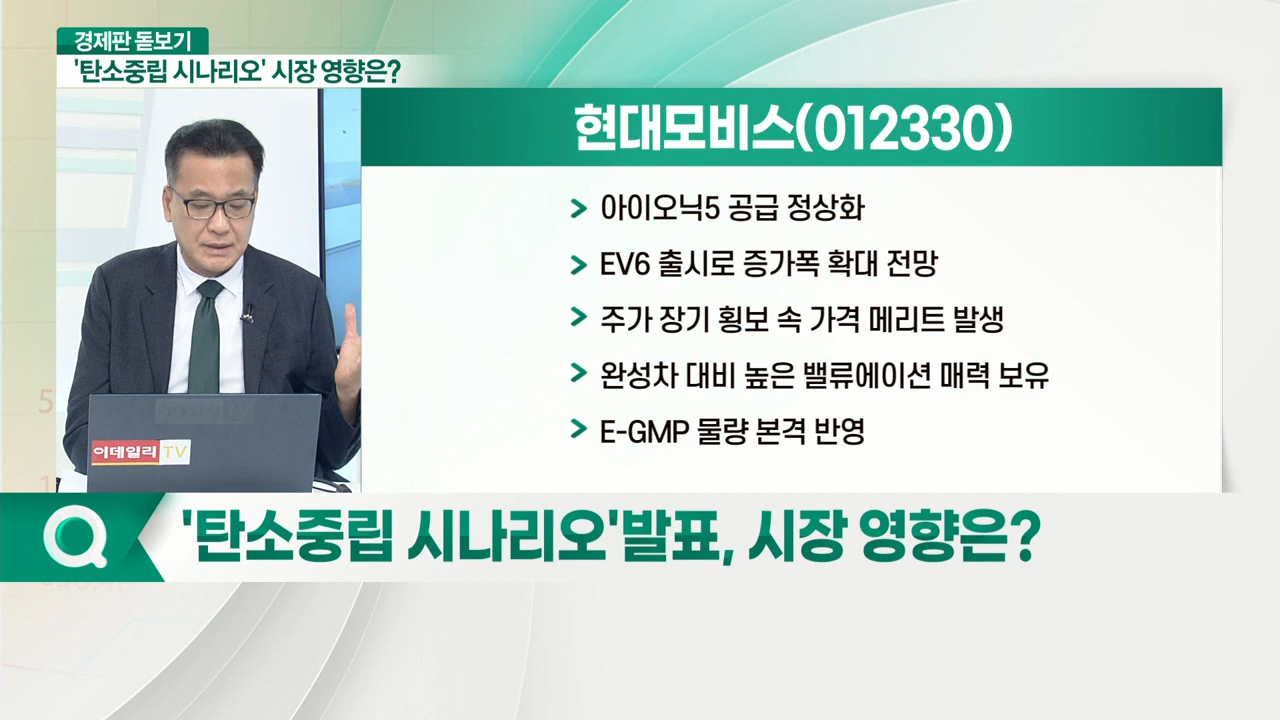 경제판 돋보기
'탄소중립 시나리오' 시장 영향은?
현대모비스(012330)
> 아이오닉5 공급 정상화
> EV6 출시로 증가폭 확대 전망
> 주가 장기 횡보 속 가격 메리트 발생
> 완성차 대비 높은 밸류에이션 매력 보유
> E-GMP 물량 본격 반영
이데일리TV
'탄소중립 시나리오'발표, 시장 영향은?